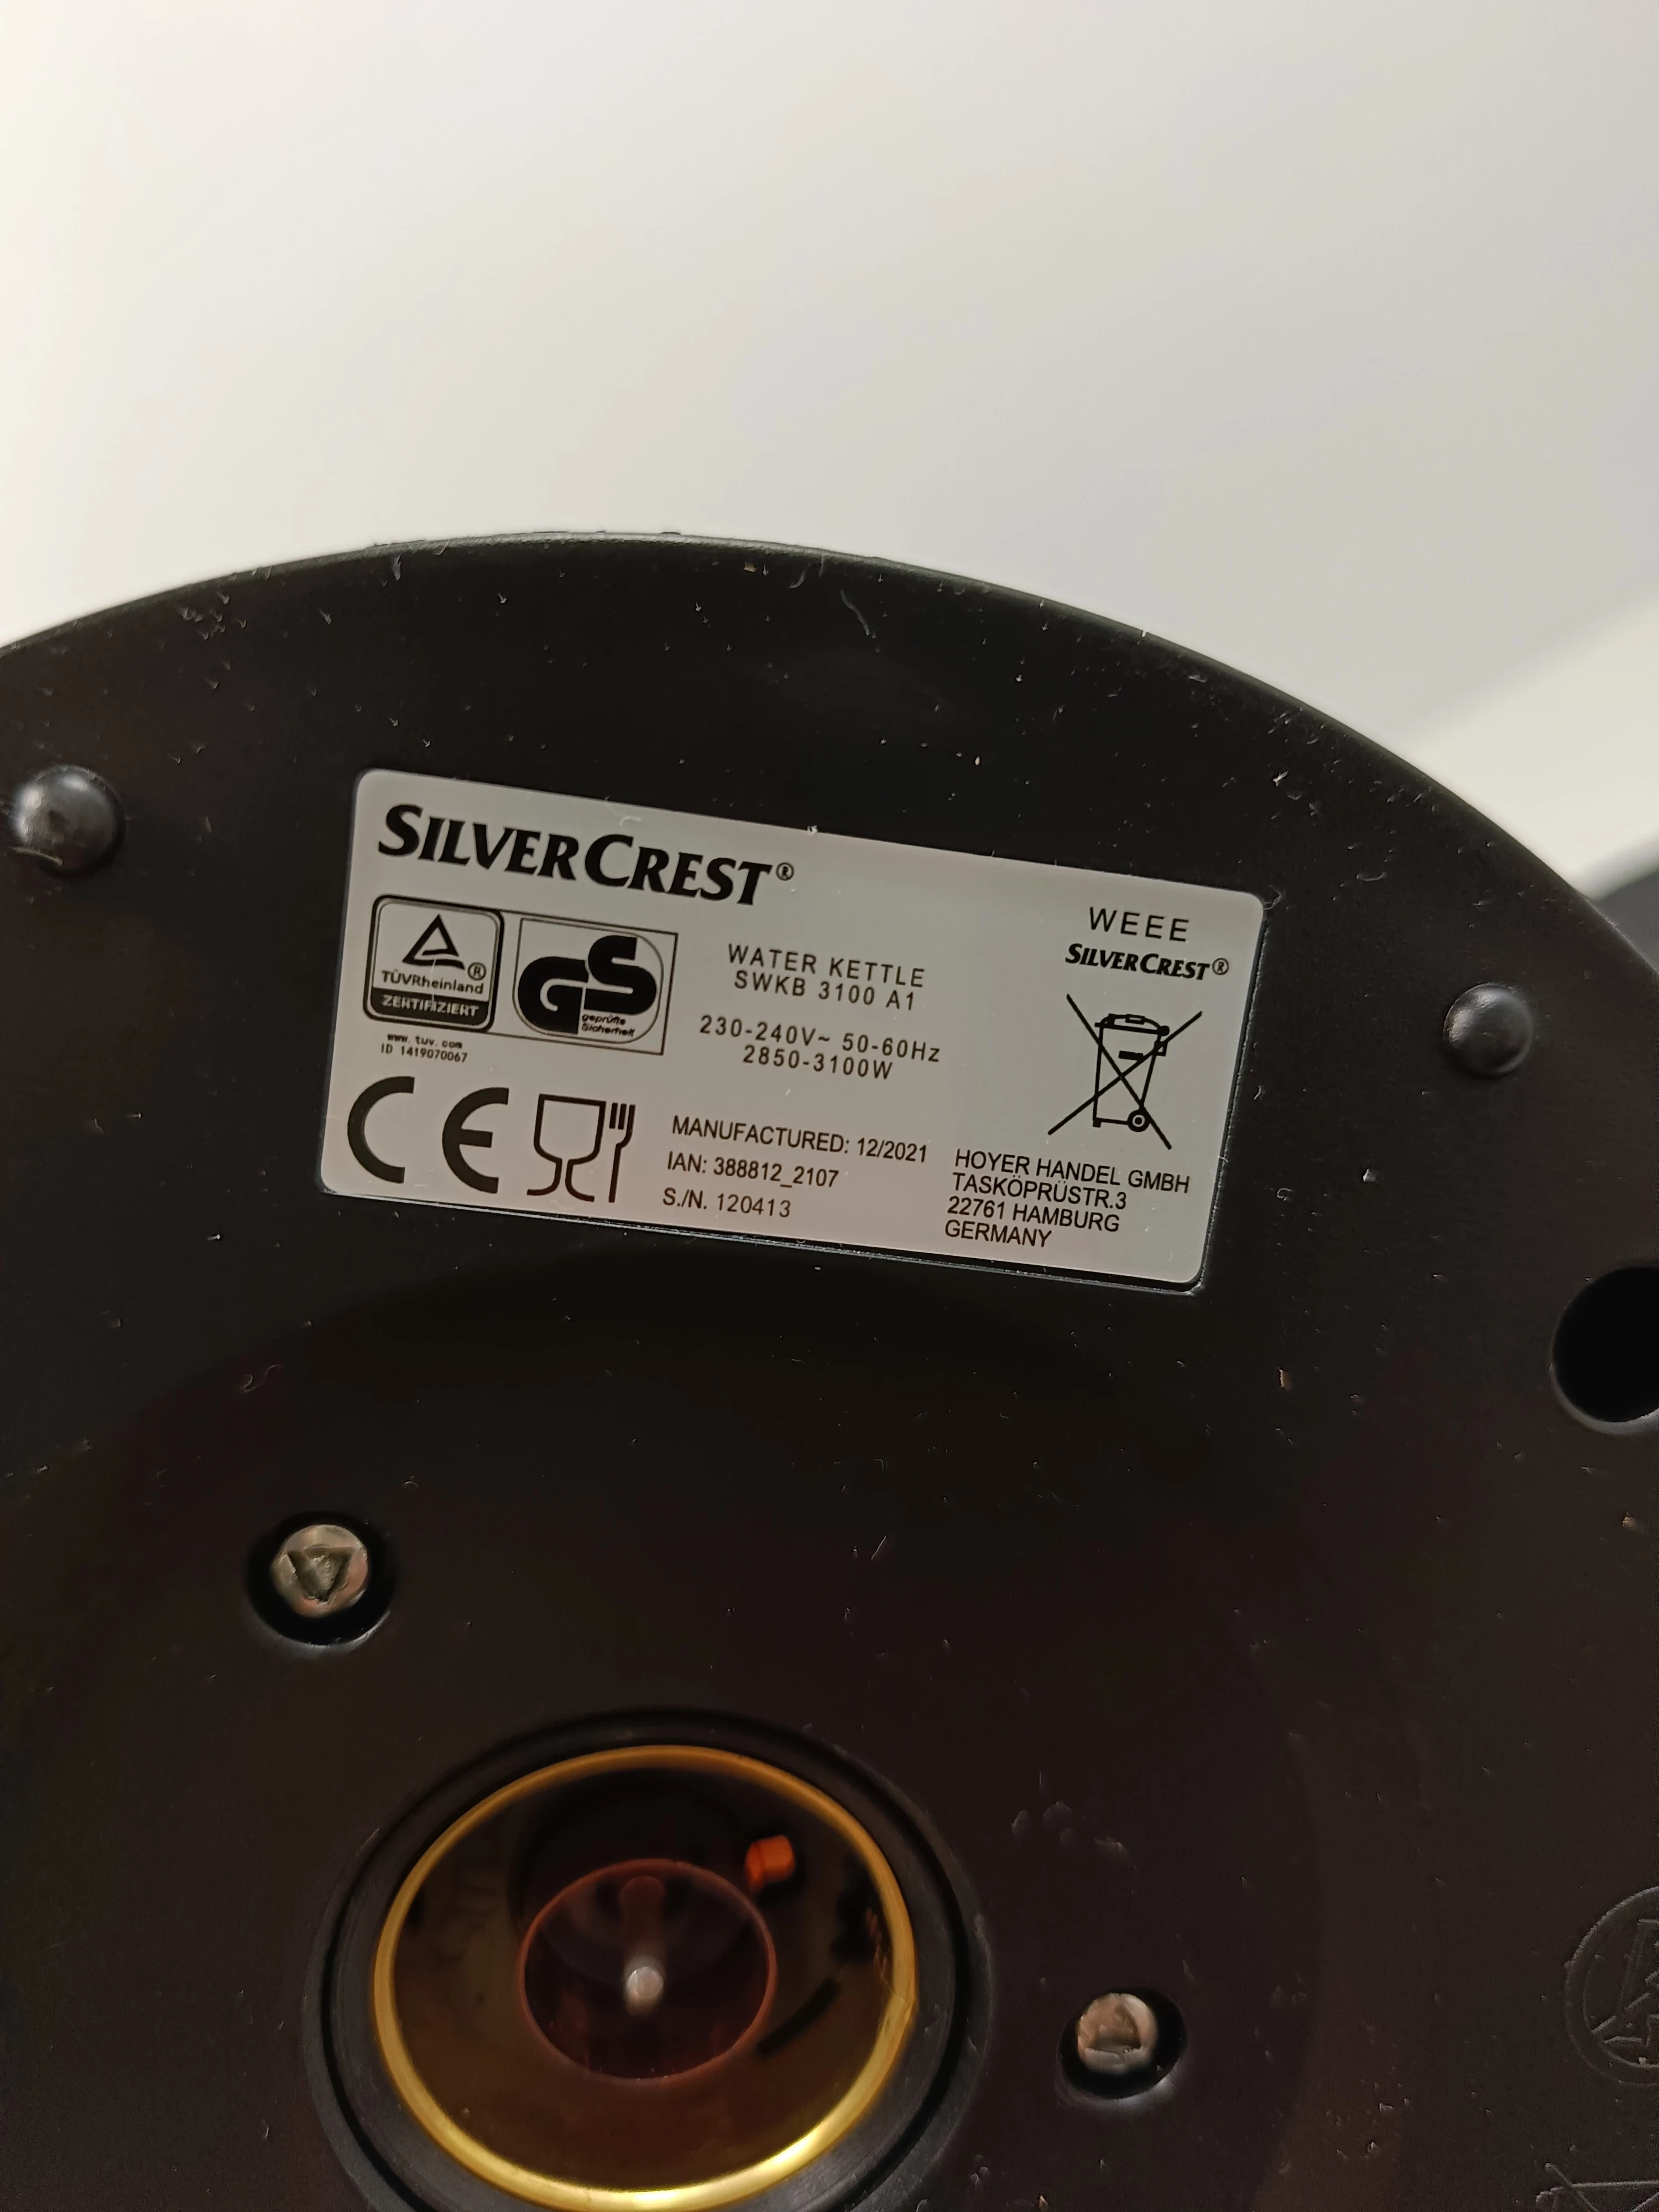 SILVERCREST®
WEEE
SILVERCREST®
TÜVRheinland®
ZERTIFIZIERT
GS
geprüfte
Sicherheit
www.tuv.com
ID 1419070067
WATER KETTLE
SWKB 3100 A1
230-240V~ 50-60Hz
2850-3100W
CE
MANUFACTURED: 12/2021
IAN: 388812_2107
S./N. 120413
HOYER HANDEL GMBH
TASKÖPRÜSTR.3
22761 HAMBURG
GERMANY